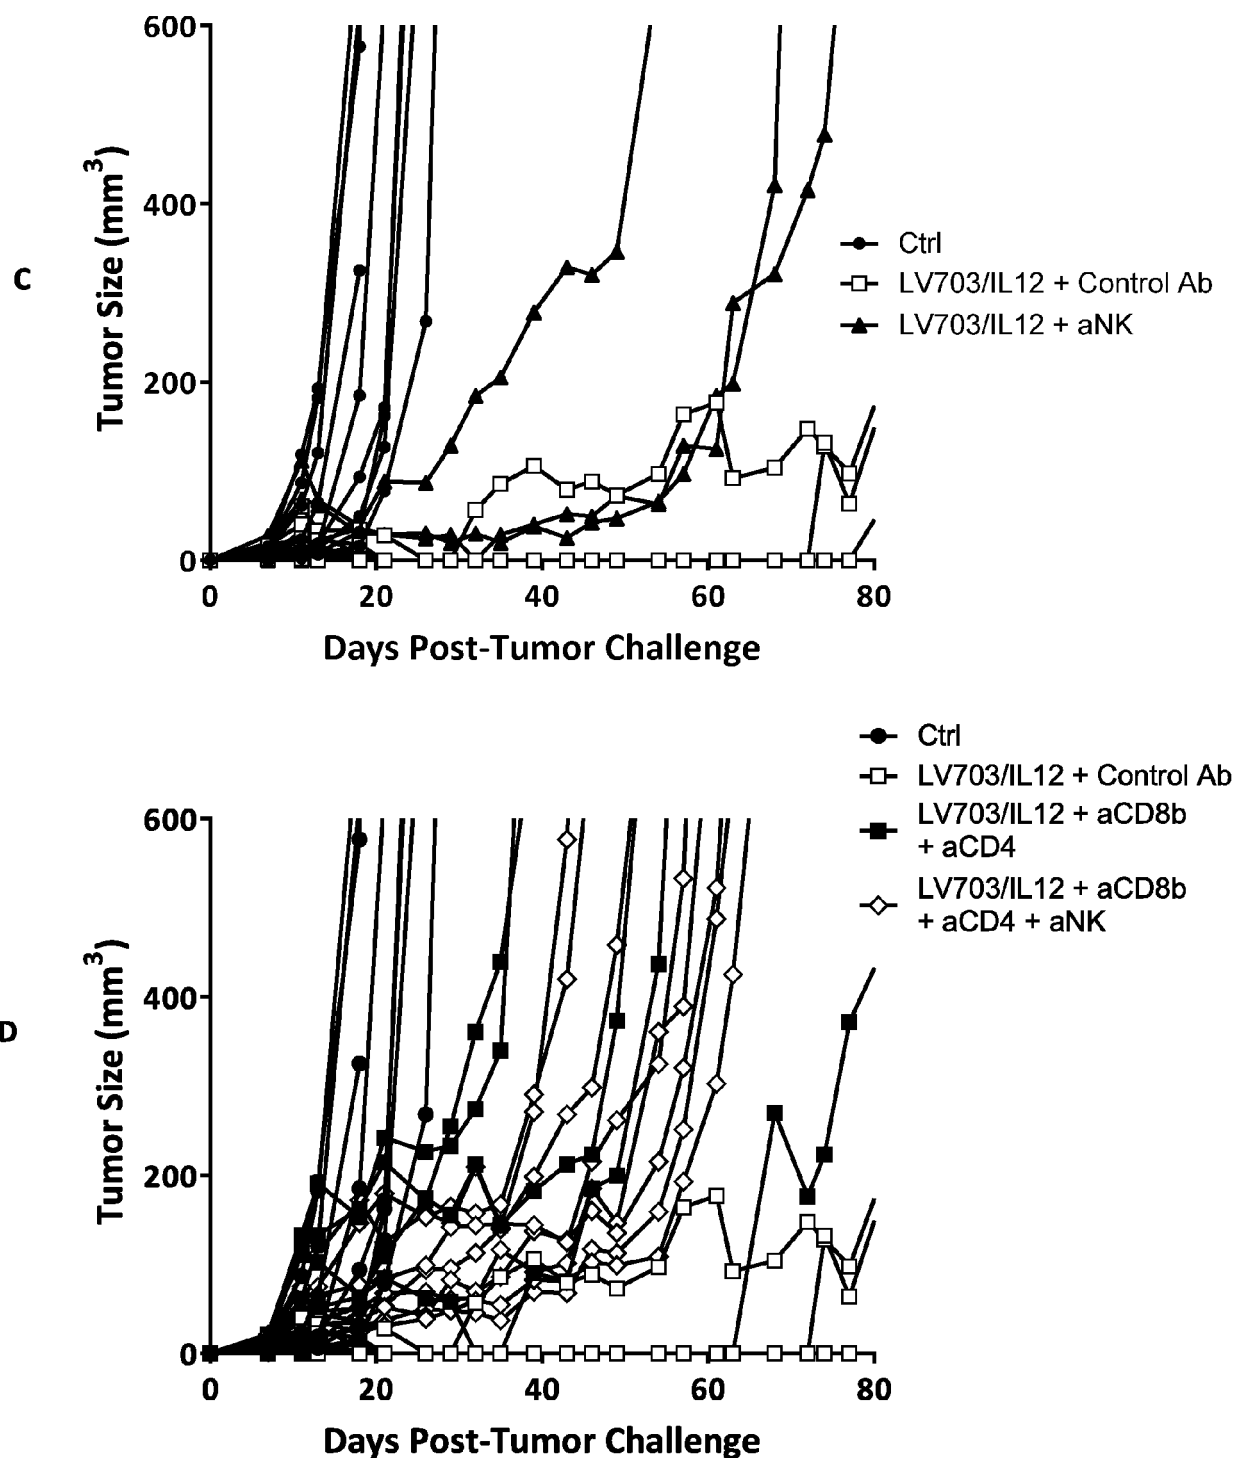 C
Tumor Size (mm³)
600
400
200
0
0 20 40 60 80
Days Post-Tumor Challenge
Ctrl
LV703/IL12 + Control Ab
LV703/IL12 + aNK
D
Tumor Size (mm³)
600
400
200
0
0 20 40 60 80
Days Post-Tumor Challenge
Ctrl
LV703/IL12 + Control Ab
LV703/IL12 + aCD8b
+ aCD4
LV703/IL12 + aCD8b
+ aCD4 + aNK